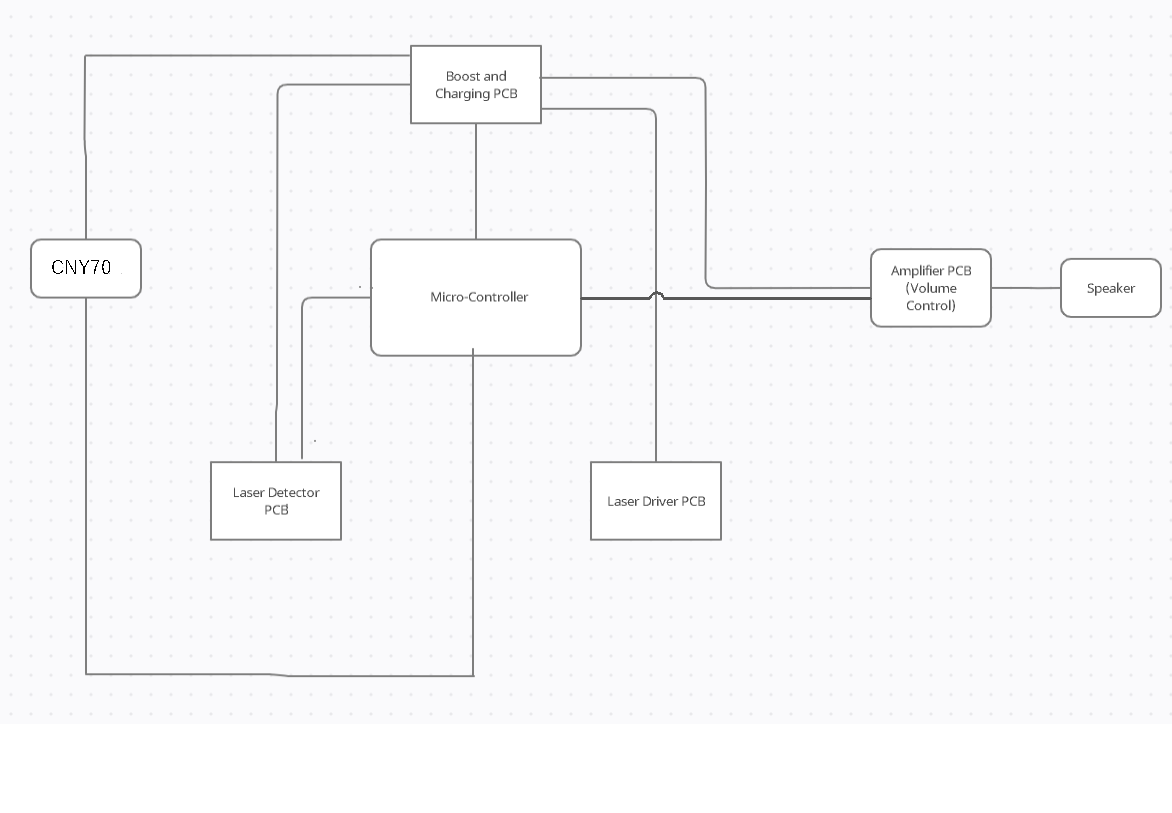 Boost and
Charging PCB
CNY70
Micro-Controller
Amplifier PCB
(Volume
Control)
Speaker
Laser Detector
PCB
Laser Driver PCB